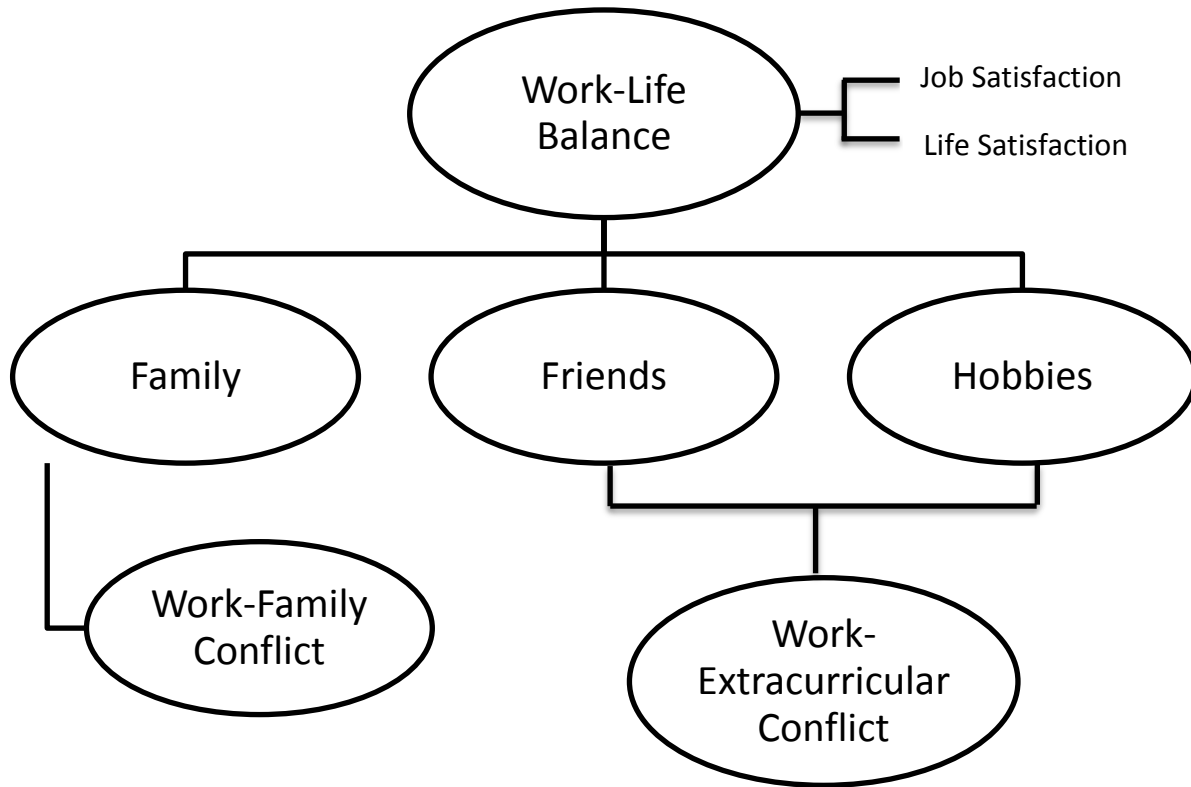 Work-Life
Balance
Job Satisfaction
Life Satisfaction
Family
Friends
Hobbies
Work-Family
Conflict
Work-
Extracurricular
Conflict